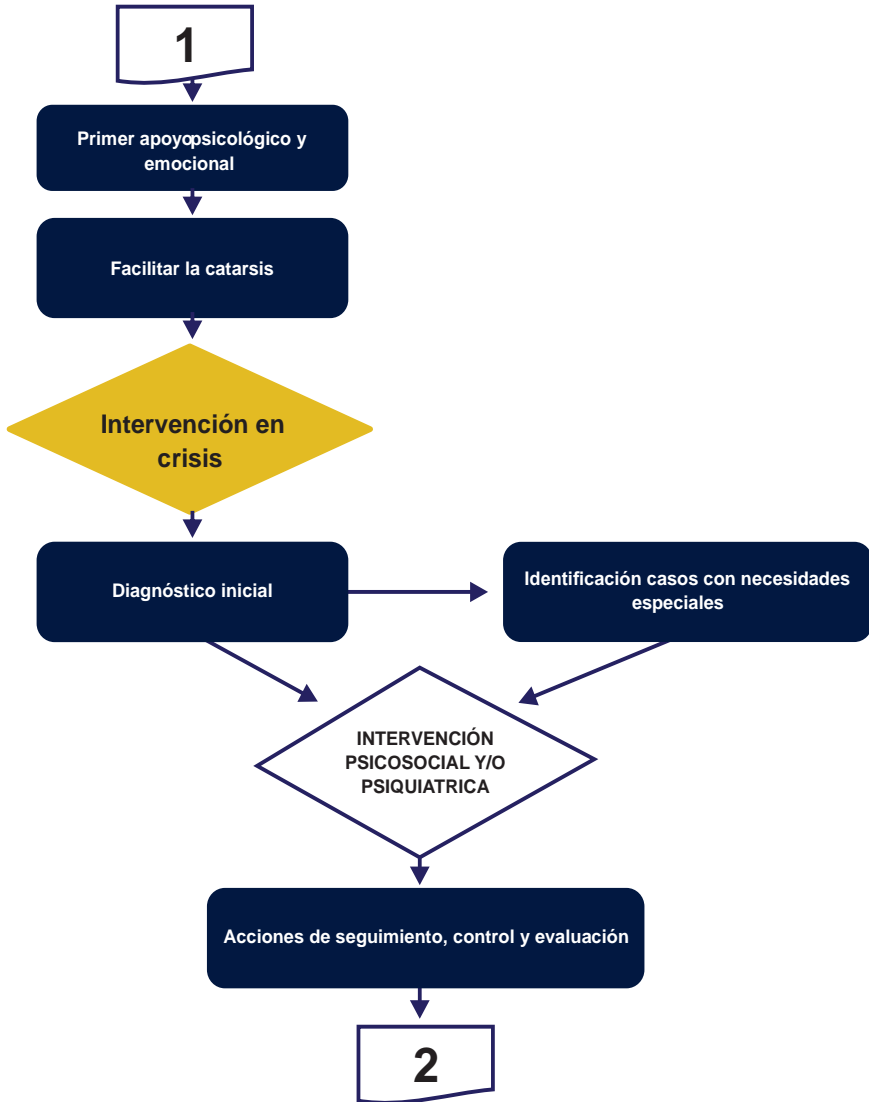 1
Primer apoyopsicológico y
emocional
Facilitar la catarsis
Intervención en
crisis
Diagnóstico inicial
Identificación casos con necesidades
especiales
INTERVENCIÓN
PSICOSOCIAL Y/O
PSIQUIATRICA
Acciones de seguimiento, control y evaluación
2